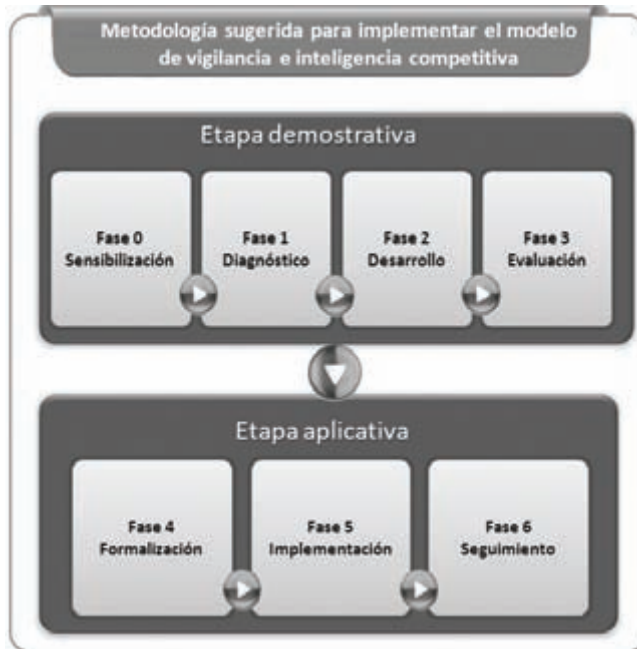 Metodología sugerida para implementar el modelo
de vigilancia e inteligencia competitiva
Etapa demostrativa
Fase 0
Sensibilización
Fase 1
Diagnóstico
Fase 2
Desarrollo
Fase 3
Evaluación
Etapa aplicativa
Fase 4
Formalización
Fase 5
Implementación
Fase 6
Seguimiento